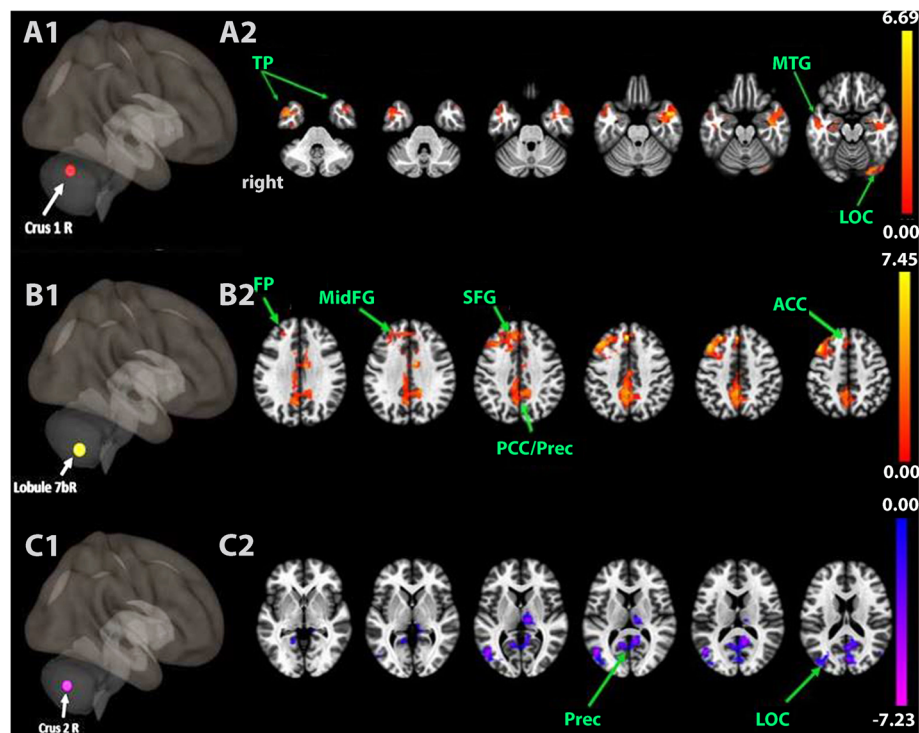 A1
A2
6.69
TP
MTG
right
Crus 1 R
LOC
0.00
7.45
B1
B2
FP
MidFG
SFG
ACC
PCC/Prec
Lobule 7bR
0.00
0.00
C1
C2
Crus 2 R
Prec
LOC
-7.23